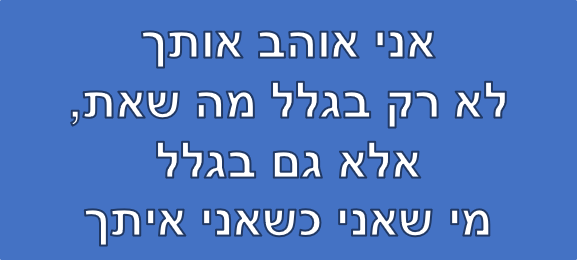 אני אוהב אותך
לא רק בגלל מה שאת,
אלא גם בגלל
מי שאני כשאני איתך